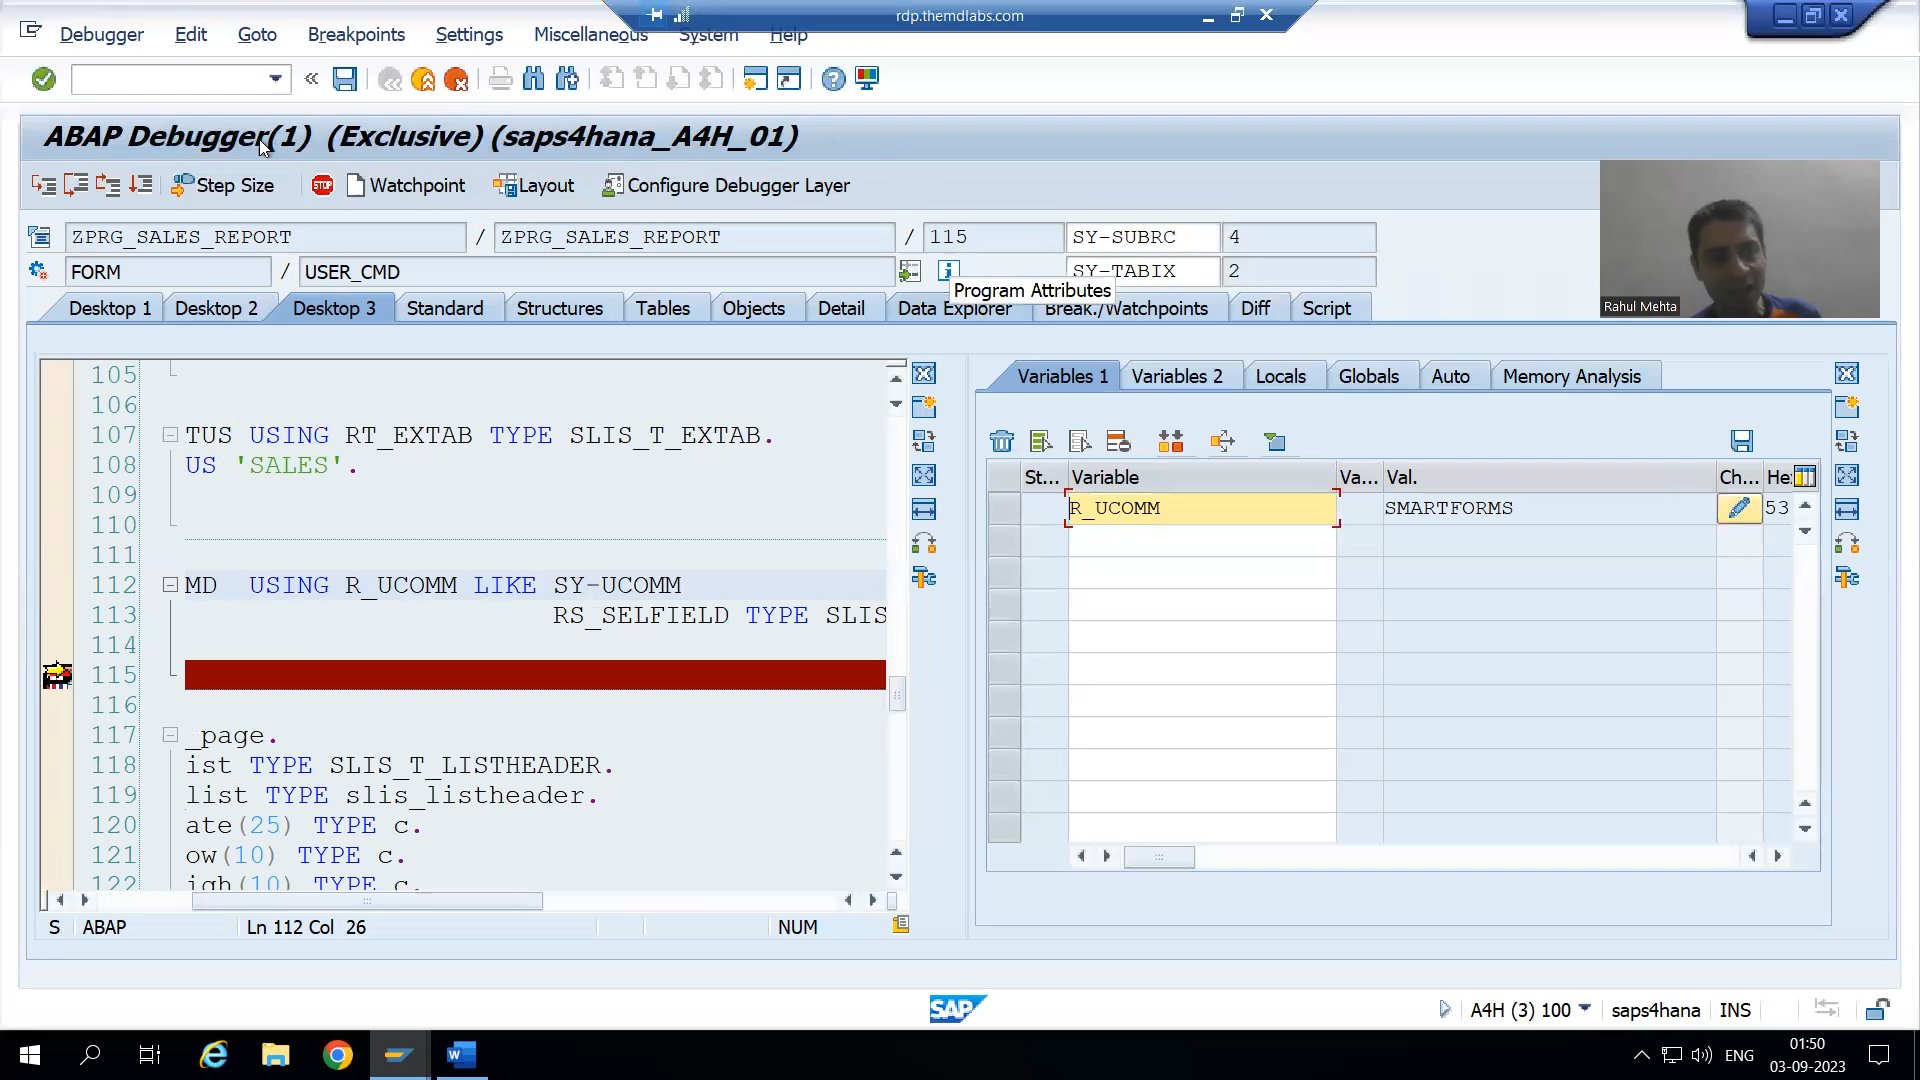 rdp.themdlabs.com
Debugger Edit Goto Breakpoints Settings Miscellaneous System Help
ABAP Debugger(1) (Exclusive) (saps4hana_A4H_01)
Step Size STOP Watchpoint Layout Configure Debugger Layer
ZPRG_SALES_REPORT / ZPRG_SALES_REPORT / 115 SY-SUBRC 4
FORM / USER_CMD SY-TABIX 2
Program Attributes
Rahul Mehta
Desktop 1 Desktop 2 Desktop 3 Standard Structures Tables Objects Detail Data Explorer Break./Watchpoints Diff Script
Variables 1 Variables 2 Locals Globals Auto Memory Analysis
St... Variable Va... Val. Ch... He
R_UCOMM SMARTFORMS 53
105
106
107 TUS USING RT_EXTAB TYPE SLIS_T_EXTAB.
108 US 'SALES'.
109
110
111
112 MD USING R_UCOMM LIKE SY-UCOMM
113 RS_SELFIELD TYPE SLIS
114
115
116
117 _page.
118 ist TYPE SLIS_T_LISTHEADER.
119 list TYPE slis_listheader.
120 ate(25) TYPE c.
121 ow(10) TYPE c.
122 igh(10) TYPE c.
S ABAP Ln 112 Col 26 NUM
SAP A4H (3) 100 saps4hana INS
ENG 01:50
03-09-2023